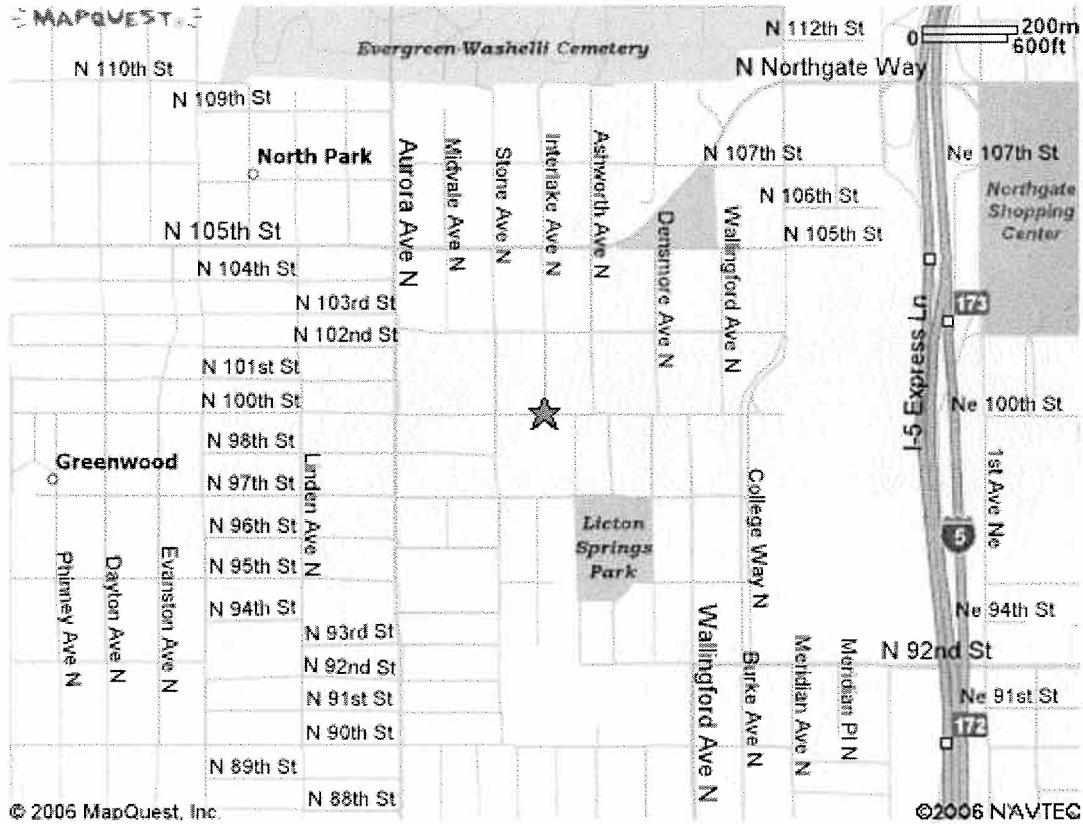 MAPQUEST
N 112th St
0 200m
600ft
Evergreen-Washelli Cemetery
N 110th St
N Northgate Way
N 109th St
North Park
Aurora Ave N
Midvale Ave N
Stone Ave N
Interlake Ave N
Ashworth Ave N
N 107th St
Ne 107th St
N 106th St
Northgate
Shopping
Center
N 105th St
Densmore Ave N
Wallingford Ave N
N 105th St
N 104th St
N 103rd St
173
N 102nd St
I-5 Express Ln
N 101st St
N 100th St
Ne 100th St
N 98th St
Greenwood
Linden Ave N
N 97th St
College Way N
1st Ave Ne
N 96th St
Licton
Springs
Park
5
N 95th St
Phinney Ave N
Dayton Ave N
Evanston Ave N
N 94th St
Ne 94th St
N 93rd St
Wallingford Ave N
Burke Ave N
Meridian Ave N
Meridian Pl N
N 92nd St
N 92nd St
N 91st St
Ne 91st St
N 90th St
172
N 89th St
N 88th St
© 2006 MapQuest, Inc.
©2006 NAVTEQ